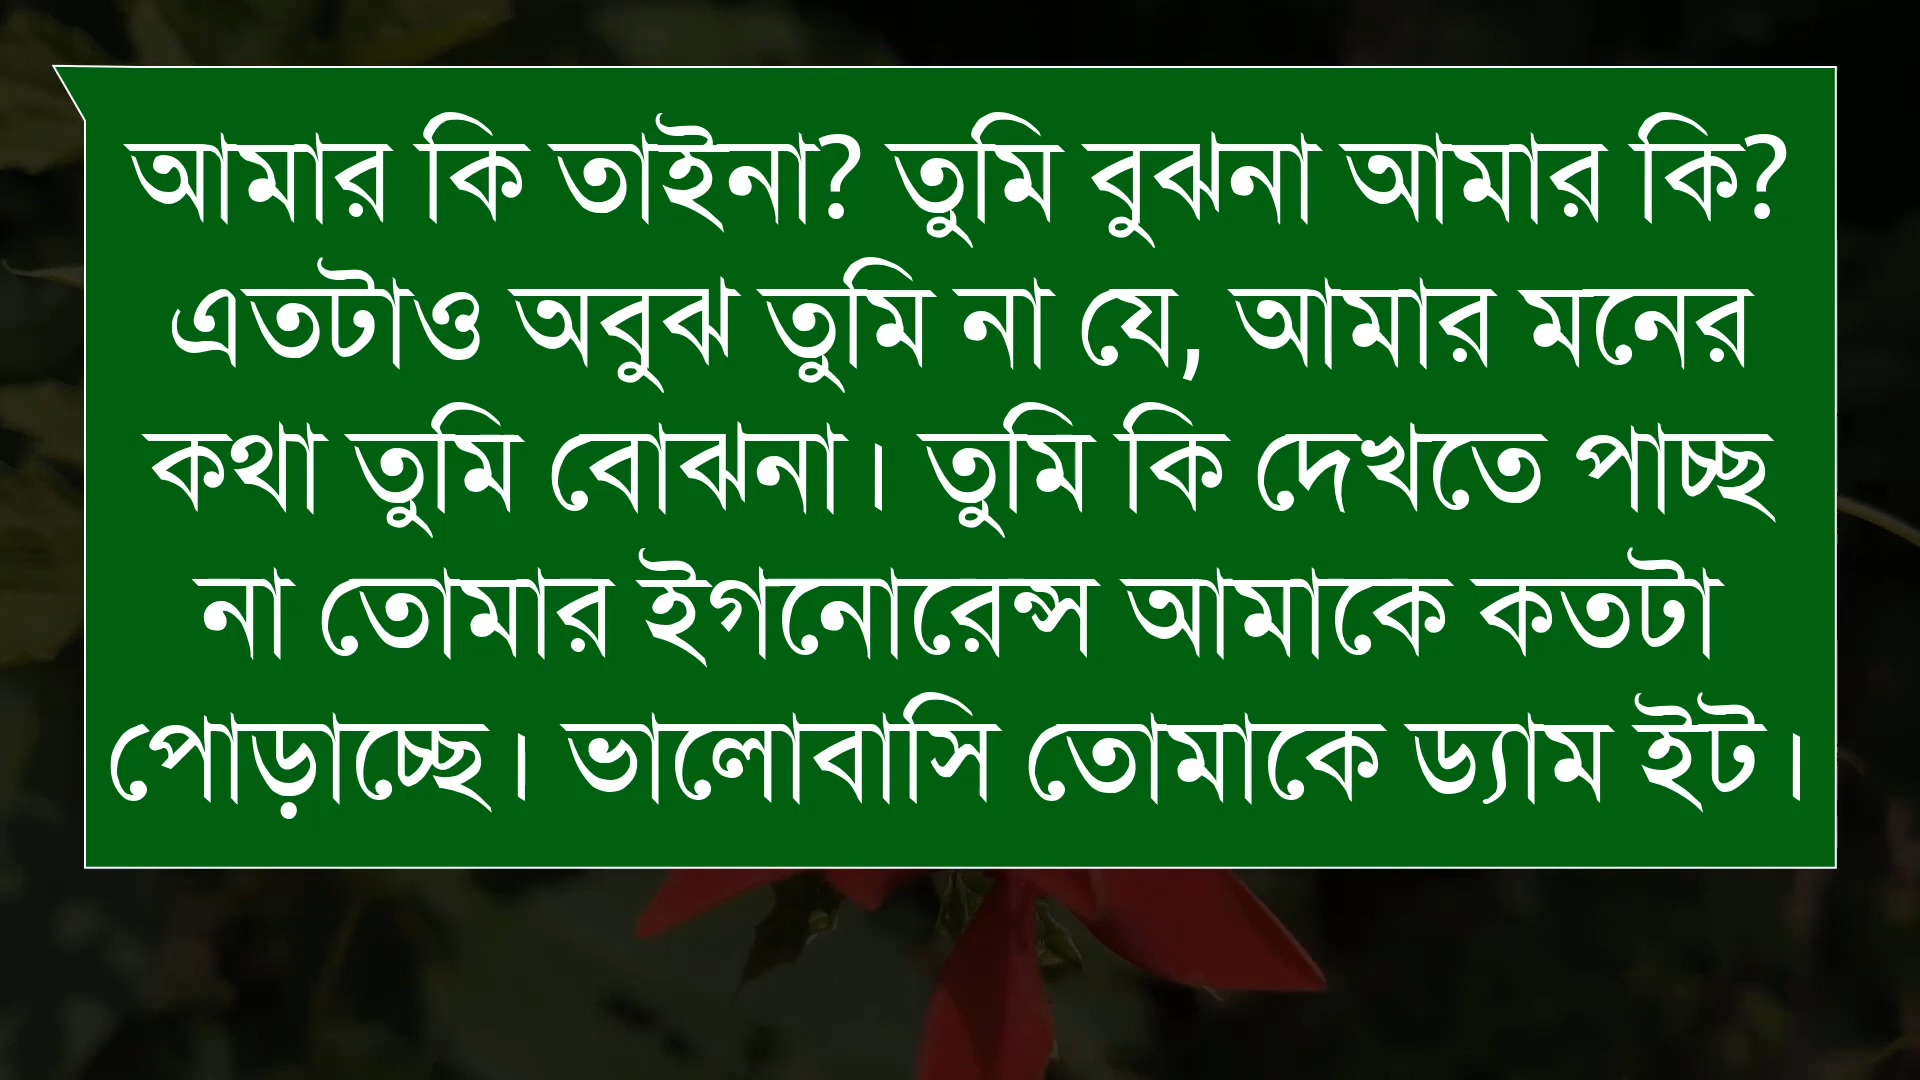 আমার কি তাইনা? তুমি বুঝনা আমার কি?
এতটাও অবুঝ তুমি না যে, আমার মনের
কথা তুমি বোঝনা। তুমি কি দেখতে পাচ্ছ
না তোমার ইগনোরেন্স আমাকে কতটা
পোড়াচ্ছে। ভালোবাসি তোমাকে ড্যাম ইট।